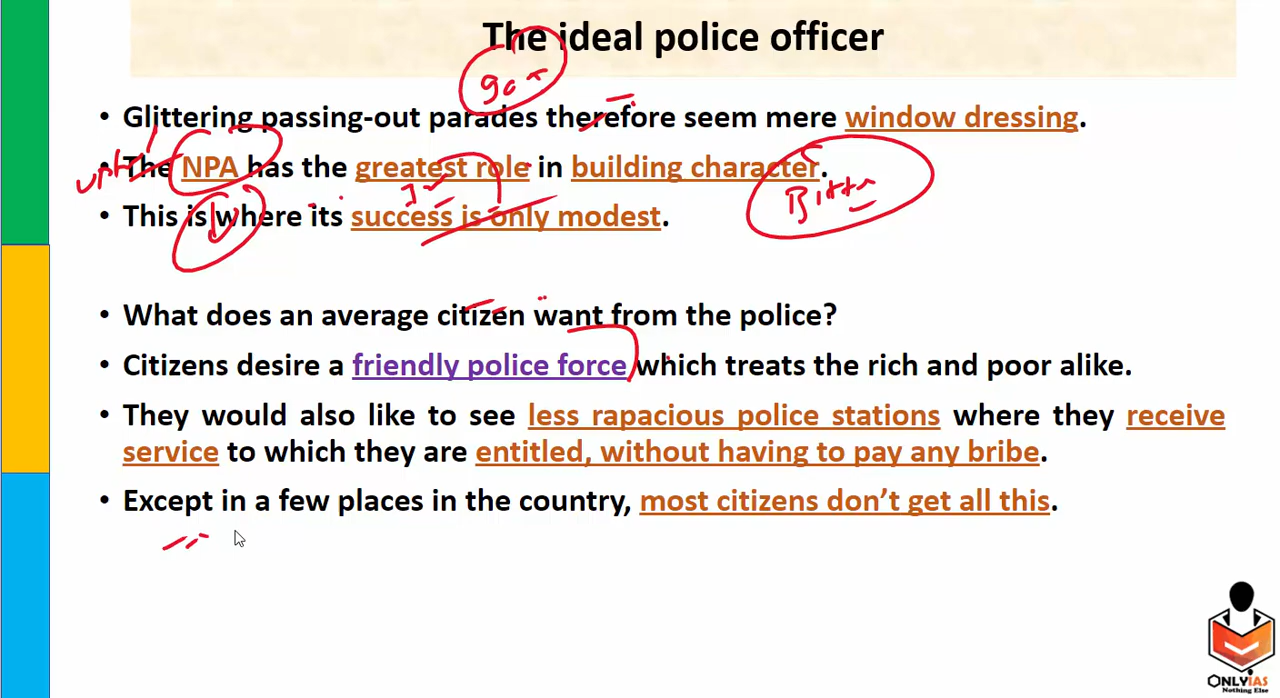 The ideal police officer
• Glittering passing-out parades therefore seem mere window dressing.
• The NPA has the greatest role in building character.
• This is where its success is only modest.
• What does an average citizen want from the police?
• Citizens desire a friendly police force which treats the rich and poor alike.
• They would also like to see less rapacious police stations where they receive
service to which they are entitled, without having to pay any bribe.
• Except in a few places in the country, most citizens don’t get all this.
ONLYIAS
Nothing Else